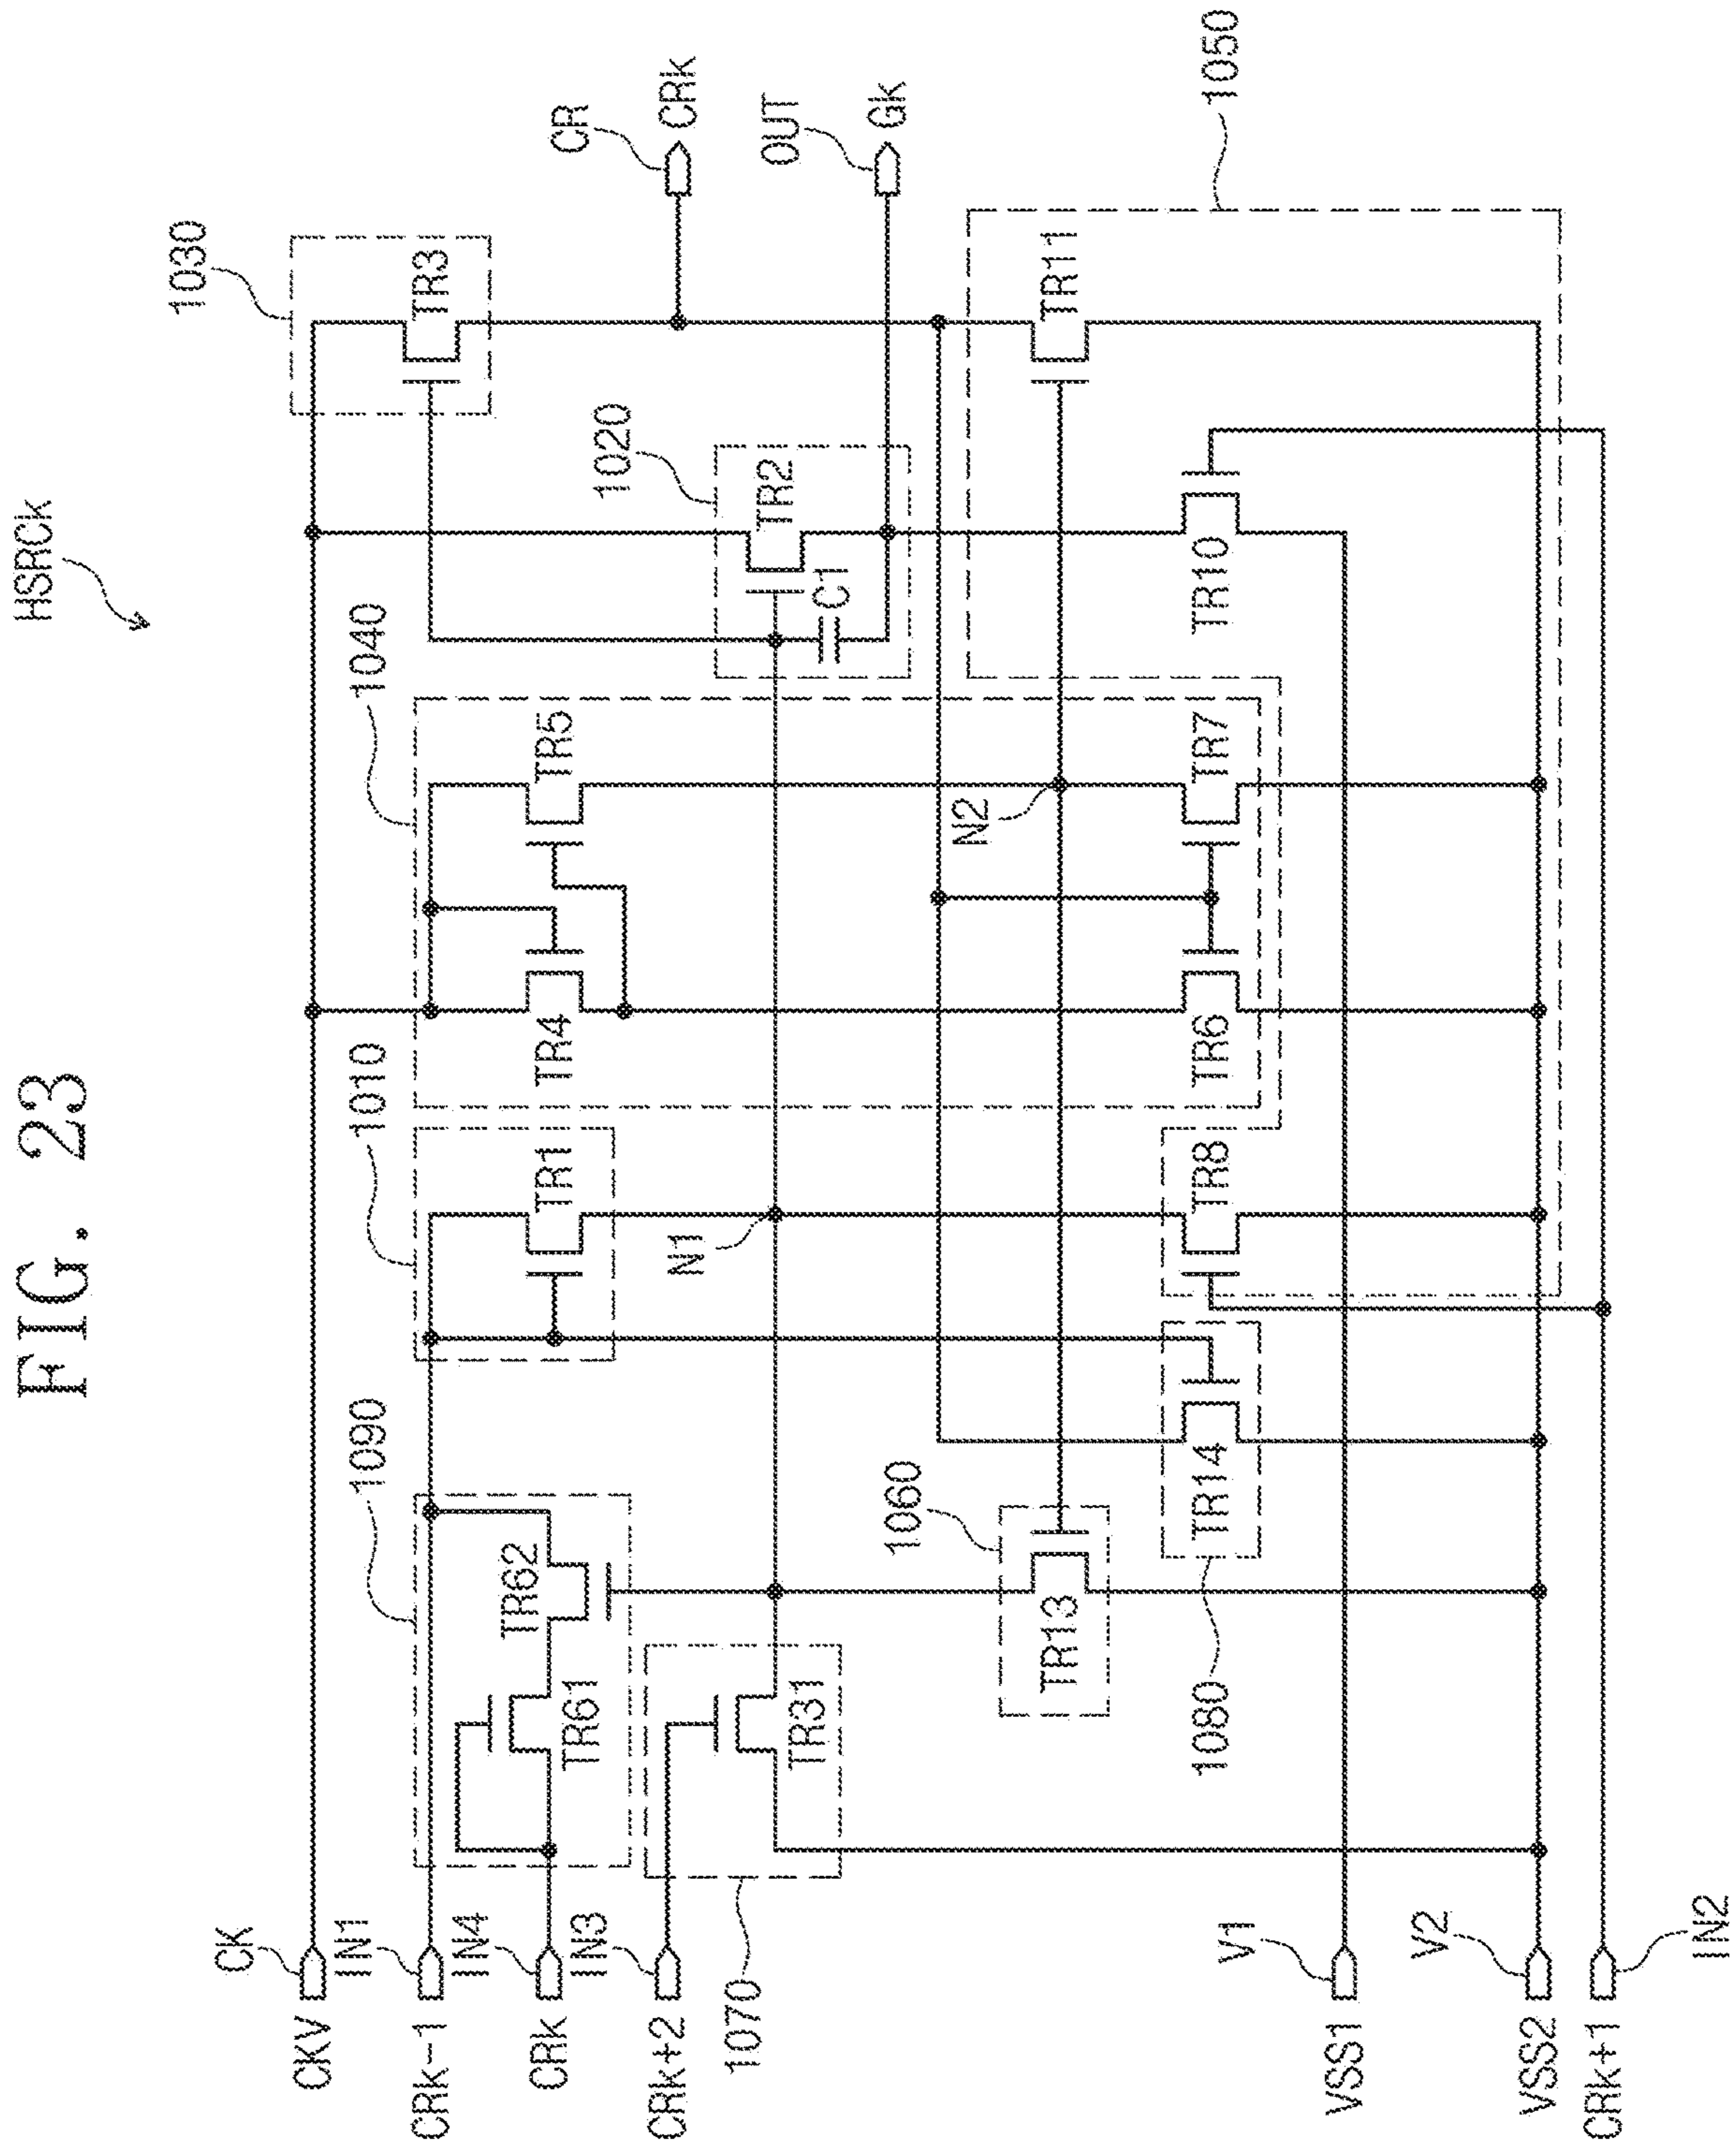 FIG. 23
HSRCk
1090
1010
1040
1030
TR3
CR
CRk
TR62
TR61
TR1
TR4
TR5
1020
TR2
C1
OUT
Gk
TR31
1070
N1
1060
TR13
N2
TR11
1050
TR14
1080
TR8
TR6
TR7
TR10
CKV
CK
CRk-1
IN1
CRk
IN4
CRk+2
IN3
VSS1
V1
VSS2
V2
CRk+1
IN2